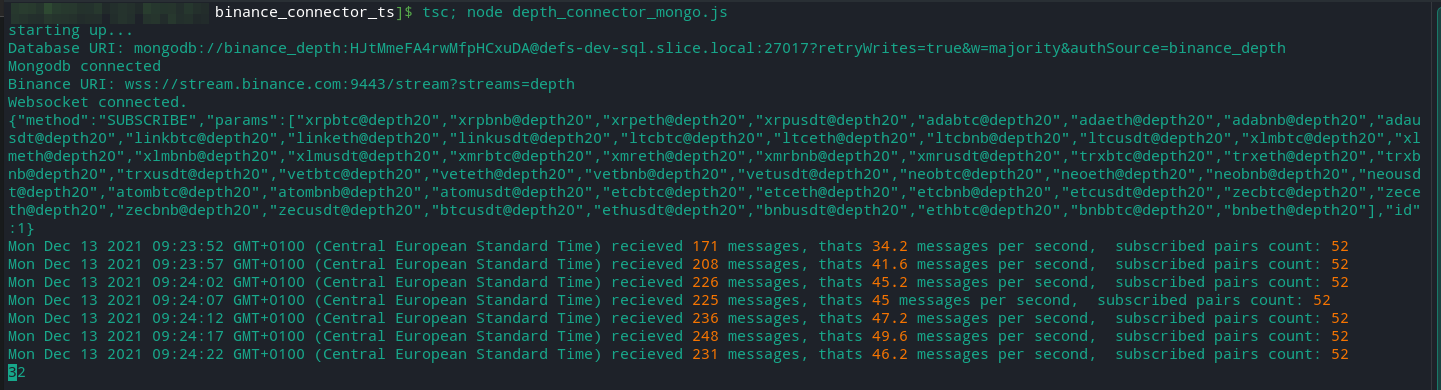 binance_connector_ts]$ tsc; node depth_connector_mongo.js
starting up...
Database URI: mongodb://binance_depth:HJtMmeFA4rwMfpHCxuDA@defs-dev-sql.slice.local:27017?retryWrites=true&w=majority&authSource=binance_depth
Mongodb connected
Binance URI: wss://stream.binance.com:9443/stream?streams=depth
Websocket connected.
{"method":"SUBSCRIBE","params":["xrpbtc@depth20","xrpbnb@depth20","xrpeth@depth20","xrpusdt@depth20","adabtc@depth20","adaeth@depth20","adabnb@depth20","adau
sdt@depth20","linkbtc@depth20","linketh@depth20","linkusdt@depth20","ltcbtc@depth20","ltceth@depth20","ltcbnb@depth20","ltcusdt@depth20","xlmbtc@depth20","xl
meth@depth20","xlmbnb@depth20","xlmusdt@depth20","xmrbtc@depth20","xmreth@depth20","xmrbnb@depth20","xmrusdt@depth20","trxbtc@depth20","trxeth@depth20","trxb
nb@depth20","trxusdt@depth20","vetbtc@depth20","veteth@depth20","vetbnb@depth20","vetusdt@depth20","neobtc@depth20","neoeth@depth20","neobnb@depth20","neousd
t@depth20","atombtc@depth20","atombnb@depth20","atomusdt@depth20","etcbtc@depth20","etceth@depth20","etcbnb@depth20","etcusdt@depth20","zecbtc@depth20","zece
th@depth20","zecbnb@depth20","zecusdt@depth20","btcusdt@depth20","ethusdt@depth20","bnbusdt@depth20","ethbtc@depth20","bnbbtc@depth20","bnbeth@depth20"],"id"
:1}
Mon Dec 13 2021 09:23:52 GMT+0100 (Central European Standard Time) recieved 171 messages, thats 34.2 messages per second,  subscribed pairs count: 52
Mon Dec 13 2021 09:23:57 GMT+0100 (Central European Standard Time) recieved 208 messages, thats 41.6 messages per second,  subscribed pairs count: 52
Mon Dec 13 2021 09:24:02 GMT+0100 (Central European Standard Time) recieved 226 messages, thats 45.2 messages per second,  subscribed pairs count: 52
Mon Dec 13 2021 09:24:07 GMT+0100 (Central European Standard Time) recieved 225 messages, thats 45 messages per second,  subscribed pairs count: 52
Mon Dec 13 2021 09:24:12 GMT+0100 (Central European Standard Time) recieved 236 messages, thats 47.2 messages per second,  subscribed pairs count: 52
Mon Dec 13 2021 09:24:17 GMT+0100 (Central European Standard Time) recieved 248 messages, thats 49.6 messages per second,  subscribed pairs count: 52
Mon Dec 13 2021 09:24:22 GMT+0100 (Central European Standard Time) recieved 231 messages, thats 46.2 messages per second,  subscribed pairs count: 52
32